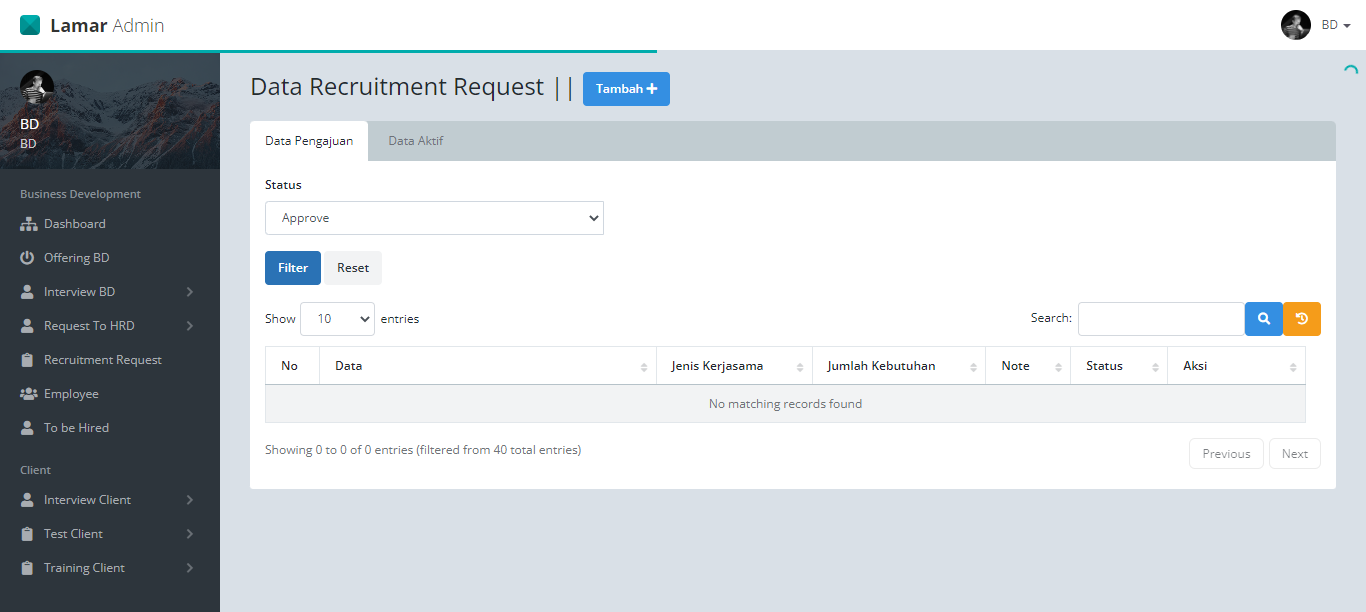 Lamar Admin
BD
BD
BD
Business Development
Dashboard
Offering BD
Interview BD
Request To HRD
Recruitment Request
Employee
To be Hired
Client
Interview Client
Test Client
Training Client
Data Recruitment Request || Tambah
Data Pengajuan Data Aktif
Status
Approve
Filter Reset
Show 10 entries Search:
No Data Jenis Kerjasama Jumlah Kebutuhan Note Status Aksi
No matching records found
Showing 0 to 0 of 0 entries (filtered from 40 total entries) Previous Next